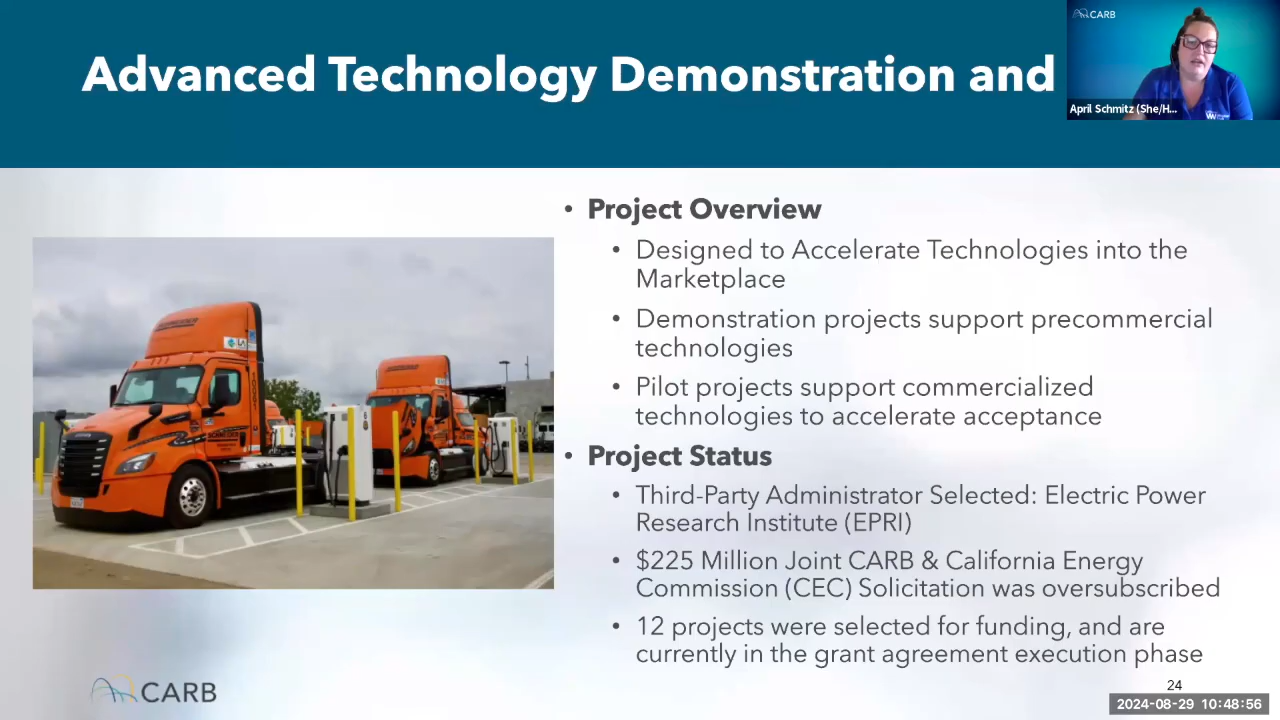 Advanced Technology Demonstration and
CARB
April Schmitz (She/H...
• Project Overview
• Designed to Accelerate Technologies into the
Marketplace
• Demonstration projects support precommercial
technologies
• Pilot projects support commercialized
technologies to accelerate acceptance
• Project Status
• Third-Party Administrator Selected: Electric Power
Research Institute (EPRI)
• $225 Million Joint CARB & California Energy
Commission (CEC) Solicitation was oversubscribed
• 12 projects were selected for funding, and are
currently in the grant agreement execution phase
SCHNEIDER
CARB
24
2024-08-29 10:48:56